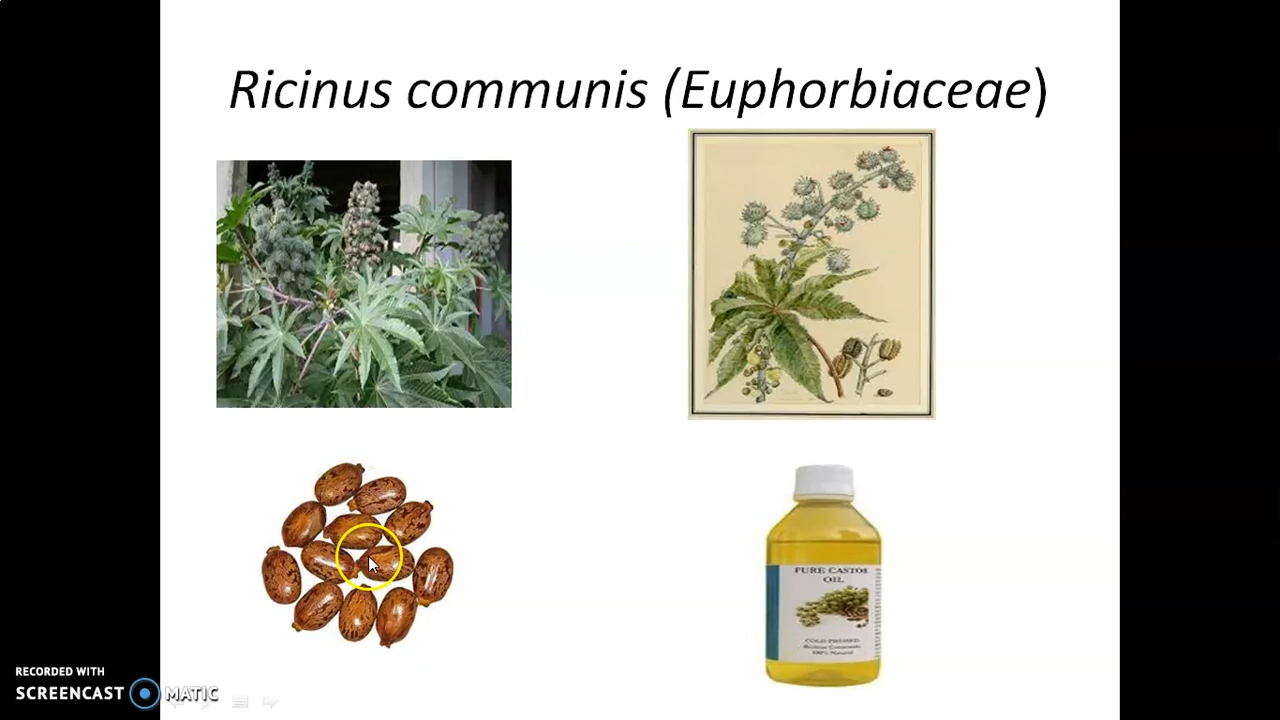 Ricinus communis (Euphorbiaceae)
PURE CASTOR
OIL
COLD PRESSED
Ricinus Communis
100% Natural
RECORDED WITH
SCREENCAST MATIC